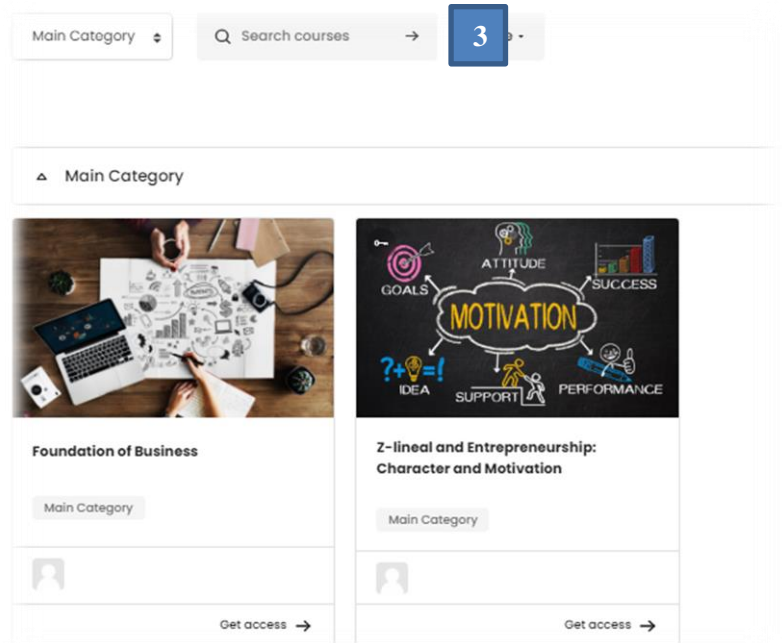 Main Category
Search courses
3
Main Category
GOALS
ATTITUDE
SUCCESS
MOTIVATION
?+ =!
IDEA
SUPPORT
PERFORMANCE
Foundation of Business
Z-lineal and Entrepreneurship:
Character and Motivation
Main Category
Main Category
Get access
Get access